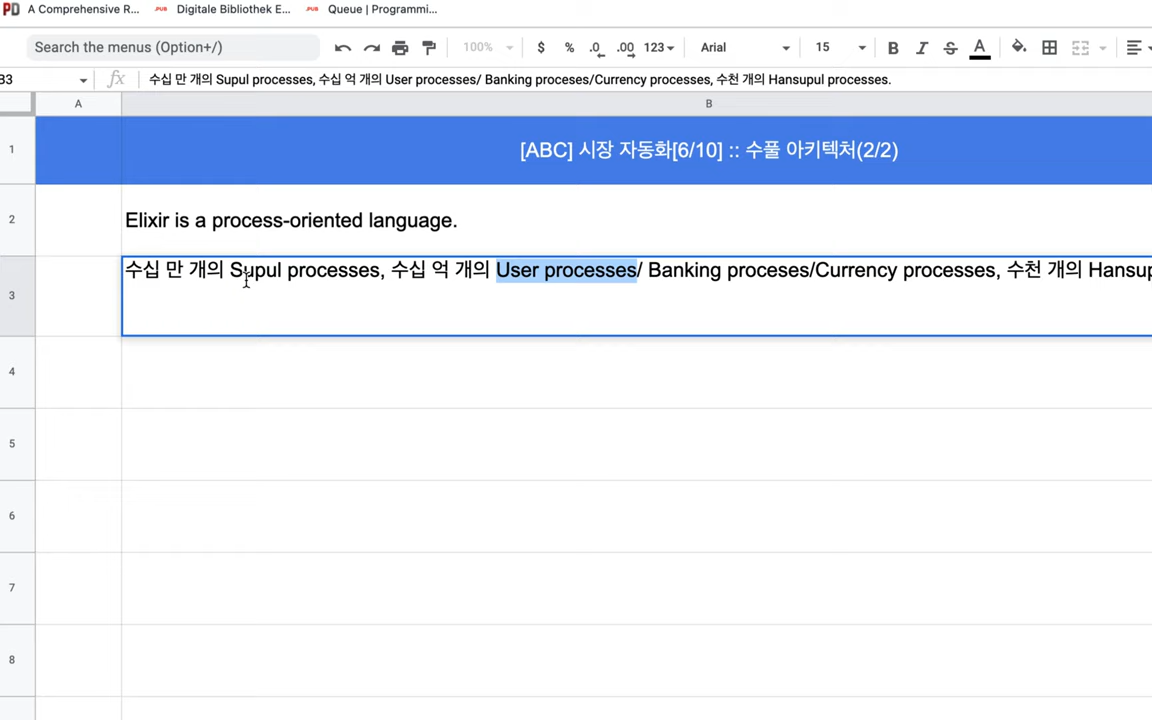 A Comprehensive R... Digitale Bibliothek E... Queue | Programmi...
Search the menus (Option+/) 100% $ % .0 .00 123 Arial 15 B I S A
33 fx 수십 만 개의 Supul processes, 수십 억 개의 User processes/ Banking proceses/Currency processes, 수천 개의 Hansupul processes.
A B
1 [ABC] 시장 자동화[6/10] :: 수풀 아키텍처(2/2)
2 Elixir is a process-oriented language.
3 수십 만 개의 Supul processes, 수십 억 개의 User processes/ Banking proceses/Currency processes, 수천 개의 Hansup
4
5
6
7
8